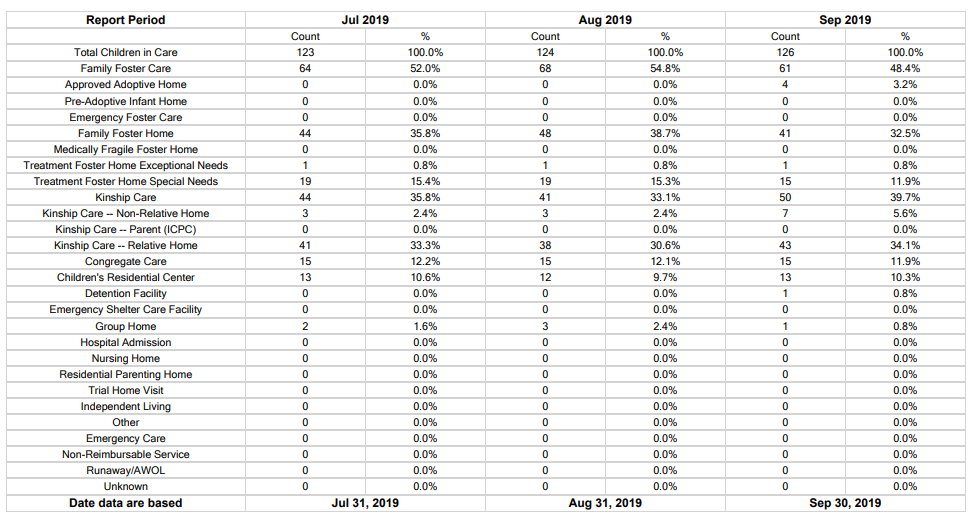 Report Period Jul 2019 Aug 2019 Sep 2019
Count % Count % Count %
Total Children in Care 123 100.0% 124 100.0% 126 100.0%
Family Foster Care 64 52.0% 68 54.8% 61 48.4%
Approved Adoptive Home 0 0.0% 0 0.0% 4 3.2%
Pre-Adoptive Infant Home 0 0.0% 0 0.0% 0 0.0%
Emergency Foster Care 0 0.0% 0 0.0% 0 0.0%
Family Foster Home 44 35.8% 48 38.7% 41 32.5%
Medically Fragile Foster Home 0 0.0% 0 0.0% 0 0.0%
Treatment Foster Home Exceptional Needs 1 0.8% 1 0.8% 1 0.8%
Treatment Foster Home Special Needs 19 15.4% 19 15.3% 15 11.9%
Kinship Care 44 35.8% 41 33.1% 50 39.7%
Kinship Care -- Non-Relative Home 3 2.4% 3 2.4% 7 5.6%
Kinship Care -- Parent (ICPC) 0 0.0% 0 0.0% 0 0.0%
Kinship Care -- Relative Home 41 33.3% 38 30.6% 43 34.1%
Congregate Care 15 12.2% 15 12.1% 15 11.9%
Children's Residential Center 13 10.6% 12 9.7% 13 10.3%
Detention Facility 0 0.0% 0 0.0% 1 0.8%
Emergency Shelter Care Facility 0 0.0% 0 0.0% 0 0.0%
Group Home 2 1.6% 3 2.4% 1 0.8%
Hospital Admission 0 0.0% 0 0.0% 0 0.0%
Nursing Home 0 0.0% 0 0.0% 0 0.0%
Residential Parenting Home 0 0.0% 0 0.0% 0 0.0%
Trial Home Visit 0 0.0% 0 0.0% 0 0.0%
Independent Living 0 0.0% 0 0.0% 0 0.0%
Other 0 0.0% 0 0.0% 0 0.0%
Emergency Care 0 0.0% 0 0.0% 0 0.0%
Non-Reimbursable Service 0 0.0% 0 0.0% 0 0.0%
Runaway/AWOL 0 0.0% 0 0.0% 0 0.0%
Unknown 0 0.0% 0 0.0% 0 0.0%
Date data are based Jul 31, 2019 Aug 31, 2019 Sep 30, 2019